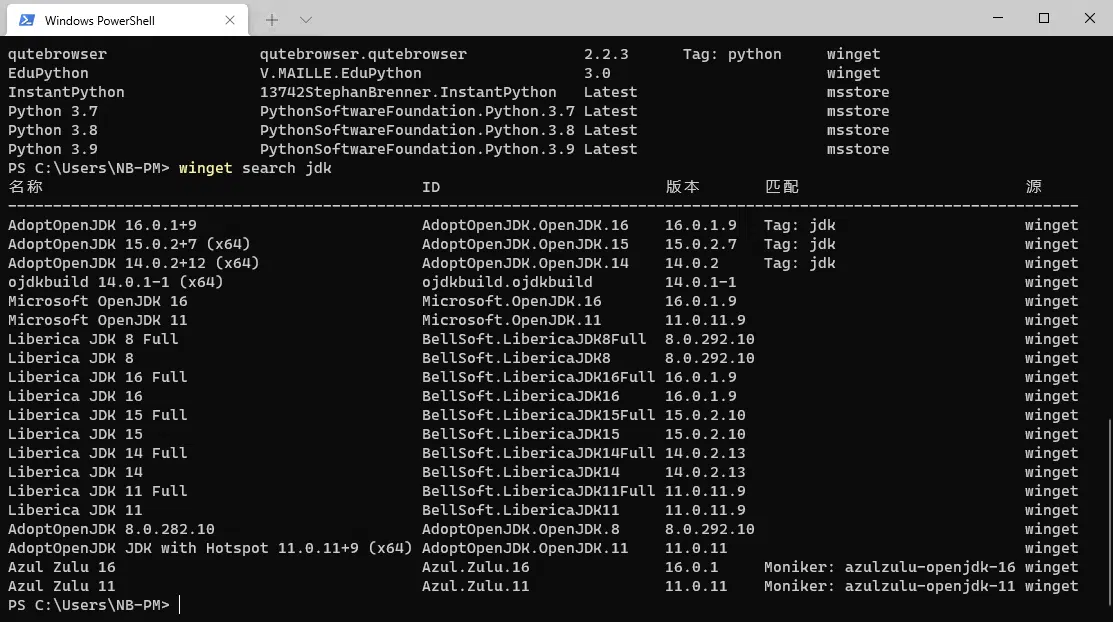 Windows PowerShell
qutebrowser qutebrowser.qutebrowser 2.2.3 Tag: python winget
EduPython V.MAILLE.EduPython 3.0 winget
InstantPython 13742StephanBrenner.InstantPython Latest msstore
Python 3.7 PythonSoftwareFoundation.Python.3.7 Latest msstore
Python 3.8 PythonSoftwareFoundation.Python.3.8 Latest msstore
Python 3.9 PythonSoftwareFoundation.Python.3.9 Latest msstore
PS C:\Users\NB-PM> winget search jdk
名称 ID 版本 匹配 源
-----------------------------------------------------------------------------------------------------------------------
AdoptOpenJDK 16.0.1+9 AdoptOpenJDK.OpenJDK.16 16.0.1.9 Tag: jdk winget
AdoptOpenJDK 15.0.2+7 (x64) AdoptOpenJDK.OpenJDK.15 15.0.2.7 Tag: jdk winget
AdoptOpenJDK 14.0.2+12 (x64) AdoptOpenJDK.OpenJDK.14 14.0.2 Tag: jdk winget
ojdkbuild 14.0.1-1 (x64) ojdkbuild.ojdkbuild 14.0.1-1 winget
Microsoft OpenJDK 16 Microsoft.OpenJDK.16 16.0.1.9 winget
Microsoft OpenJDK 11 Microsoft.OpenJDK.11 11.0.11.9 winget
Liberica JDK 8 Full BellSoft.LibericaJDK8Full 8.0.292.10 winget
Liberica JDK 8 BellSoft.LibericaJDK8 8.0.292.10 winget
Liberica JDK 16 Full BellSoft.LibericaJDK16Full 16.0.1.9 winget
Liberica JDK 16 BellSoft.LibericaJDK16 16.0.1.9 winget
Liberica JDK 15 Full BellSoft.LibericaJDK15Full 15.0.2.10 winget
Liberica JDK 15 BellSoft.LibericaJDK15 15.0.2.10 winget
Liberica JDK 14 Full BellSoft.LibericaJDK14Full 14.0.2.13 winget
Liberica JDK 14 BellSoft.LibericaJDK14 14.0.2.13 winget
Liberica JDK 11 Full BellSoft.LibericaJDK11Full 11.0.11.9 winget
Liberica JDK 11 BellSoft.LibericaJDK11 11.0.11.9 winget
AdoptOpenJDK 8.0.282.10 AdoptOpenJDK.OpenJDK.8 8.0.292.10 winget
AdoptOpenJDK JDK with Hotspot 11.0.11+9 (x64) AdoptOpenJDK.OpenJDK.11 11.0.11 winget
Azul Zulu 16 Azul.Zulu.16 16.0.1 Moniker: azulzulu-openjdk-16 winget
Azul Zulu 11 Azul.Zulu.11 11.0.11 Moniker: azulzulu-openjdk-11 winget
PS C:\Users\NB-PM>